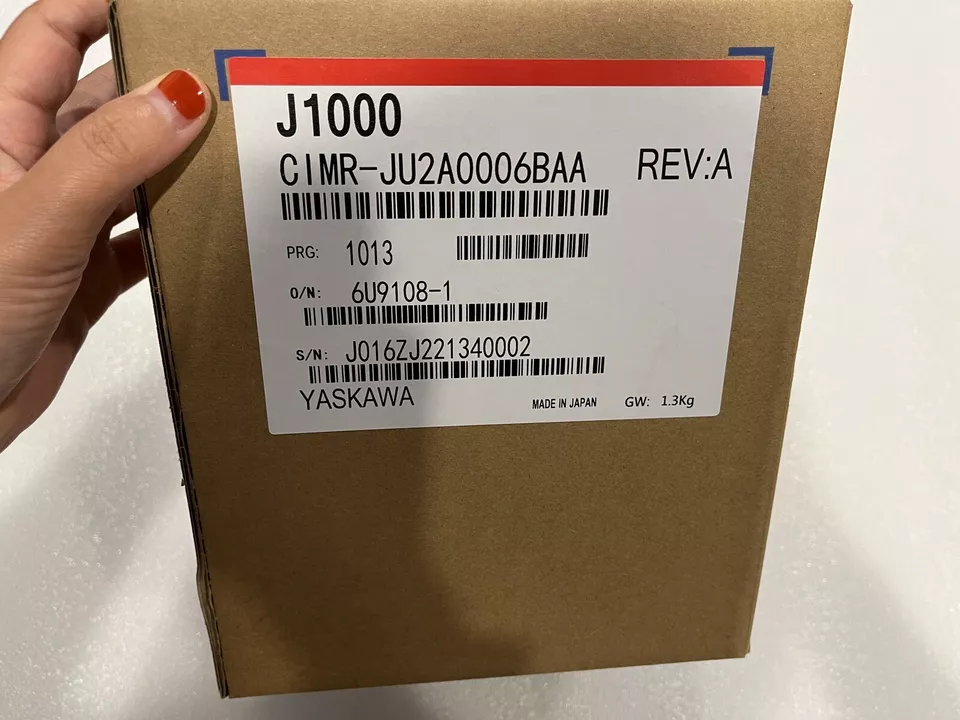 J1000
CIMR-JU2A0006BAA REV:A
PRG: 1013
O/N: 6U9108-1
S/N: J016ZJ221340002
YASKAWA MADE IN JAPAN GW: 1.3Kg